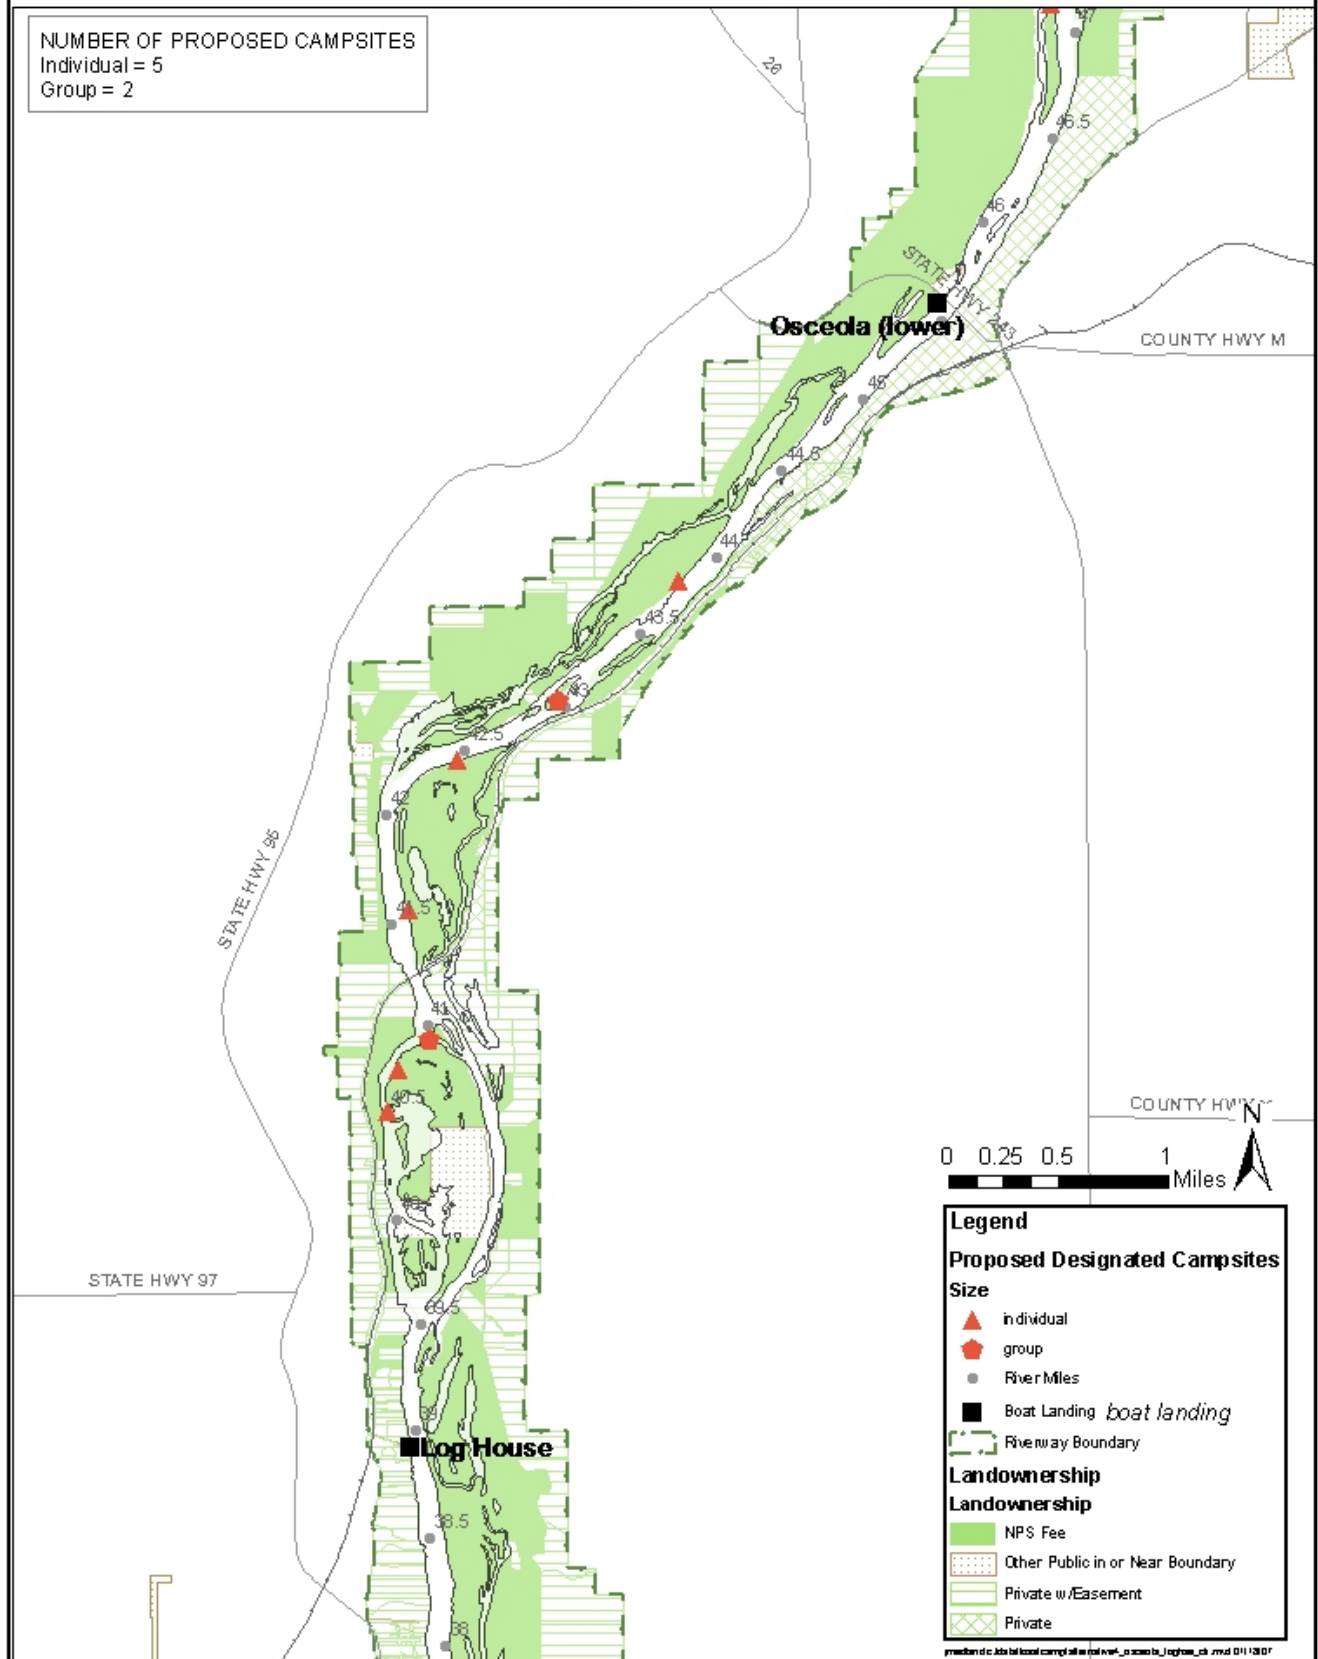 NUMBER OF PROPOSED CAMPSITES
Individual = 5
Group = 2
47
26
46.5
46
STATE HWY 243
Osceola (lower)
COUNTY HWY M
45
44.5
44
43.5
43
42.5
42
STATE HWY 95
41.5
41
40.5
COUNTY HWY
N
0 0.25 0.5 1
Miles
40
STATE HWY 97
39.5
39
Log House
38.5
38
Legend
Proposed Designated Campsites
Size
individual
group
River Miles
Boat Landing boat landing
Riverway Boundary
Landownership
Landownership
NPS Fee
Other Public in or Near Boundary
Private w/Easement
Private